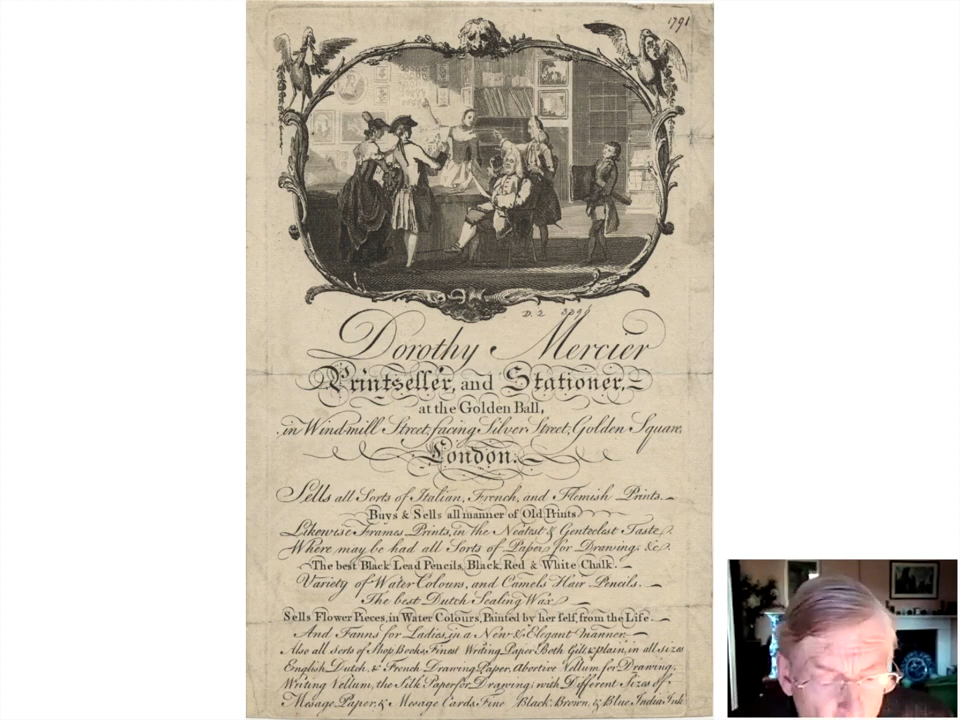 1791
D. 2 3396
Dorothy Mercier
Printseller, and Stationer,
at the Golden Ball,
in Wind-mill Street, facing Silver Street, Golden Square,
London.
Sells all Sorts of Italian, French, and Flemish Prints.
Buys & Sells all manner of Old Prints
Likewise Frames Prints, in the Neatest & Genteelest Taste,
Where may be had all Sorts of Paper for Drawing; &c.
The best Black Lead Pencils, Black, Red & White Chalk.
Variety of Water Colours, and Camels Hair Pencils.
The best Dutch Sealing Wax
Sells Flower Pieces, in Water Colours, Painted by her self, from the Life.
And Fanns for Ladies, in a New & Elegant Manner.
Also all Sorts of Shop Books, Finest Writing Paper Both Gilt & plain, in all sizes
English, Dutch, & French Drawing Paper, Abortive Vellum for Drawing,
Writing Vellum, the Silk Paper for Drawing; with Different Sizes of
Mesage Paper, & Mesage Cards, Fine Black, Brown, & Blue India Ink